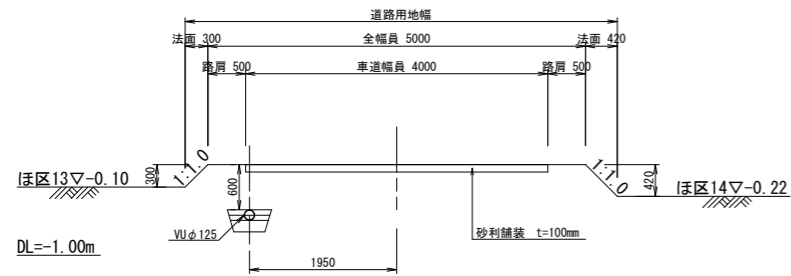 道路用地幅
法面 300
全幅員 5000
法面 420
路肩 500
車道幅員 4000
路肩 500
1:1.0
1:1.0
ほ区13▽-0.10
300
600
420
ほ区14▽-0.22
VUφ125
砂利舗装 t=100mm
DL=-1.00m
1950